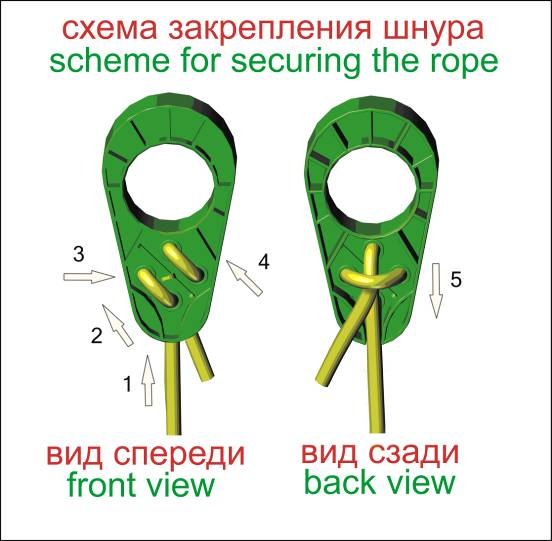 схема закрепления шнура
scheme for securing the rope
3
4
5
2
1
вид спереди
front view
вид сзади
back view